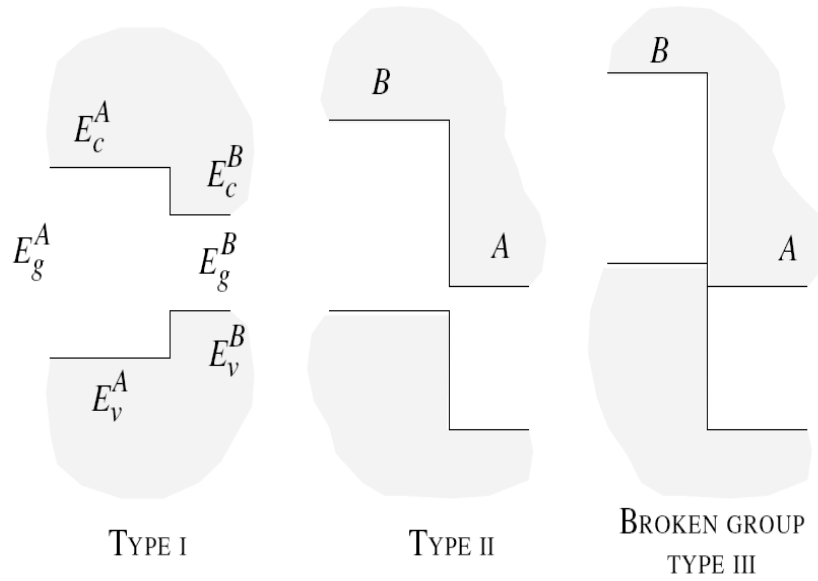 E_c^A
E_c^B
E_g^A
E_g^B
E_v^B
E_v^A
TYPE I
B
A
TYPE II
B
A
BROKEN GROUP
TYPE III